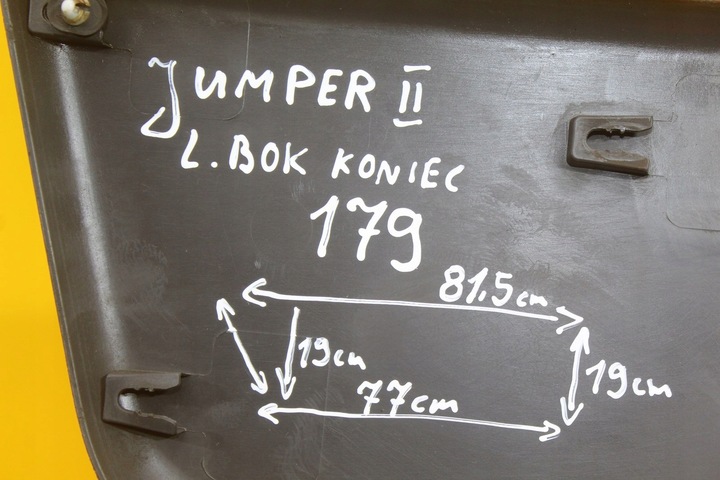 JUMPER II
L. BOK KONIEC
179
81.5cm
19cm
19cm
77cm